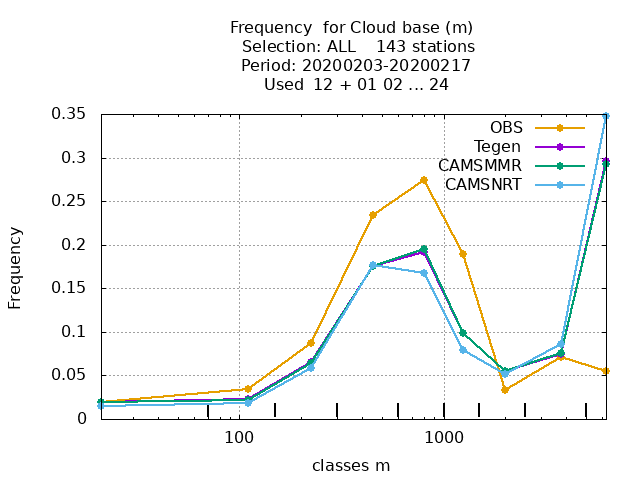 Frequency  for Cloud base (m)
Selection: ALL    143 stations
Period: 20200203-20200217
Used  12 + 01 02 ... 24
0.35
0.3
0.25
0.2
0.15
0.1
0.05
0
Frequency
OBS
Tegen
CAMSMMR
CAMSNRT
100
1000
classes m